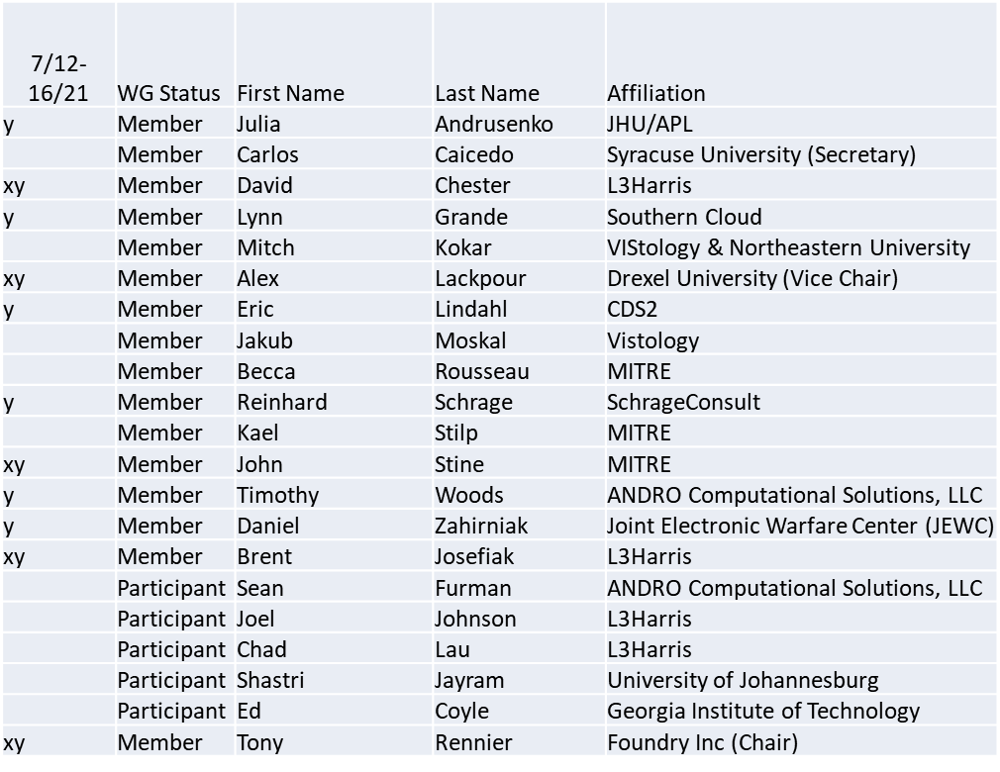 7/12-
16/21 WG Status First Name Last Name Affiliation
y Member Julia Andrusenko JHU/APL
Member Carlos Caicedo Syracuse University (Secretary)
xy Member David Chester L3Harris
y Member Lynn Grande Southern Cloud
Member Mitch Kokar VIStology & Northeastern University
xy Member Alex Lackpour Drexel University (Vice Chair)
y Member Eric Lindahl CDS2
Member Jakub Moskal Vistology
Member Becca Rousseau MITRE
y Member Reinhard Schrage SchrageConsult
Member Kael Stilp MITRE
xy Member John Stine MITRE
y Member Timothy Woods ANDRO Computational Solutions, LLC
y Member Daniel Zahirniak Joint Electronic Warfare Center (JEWC)
xy Member Brent Josefiak L3Harris
Participant Sean Furman ANDRO Computational Solutions, LLC
Participant Joel Johnson L3Harris
Participant Chad Lau L3Harris
Participant Shastri Jayram University of Johannesburg
Participant Ed Coyle Georgia Institute of Technology
xy Member Tony Rennier Foundry Inc (Chair)